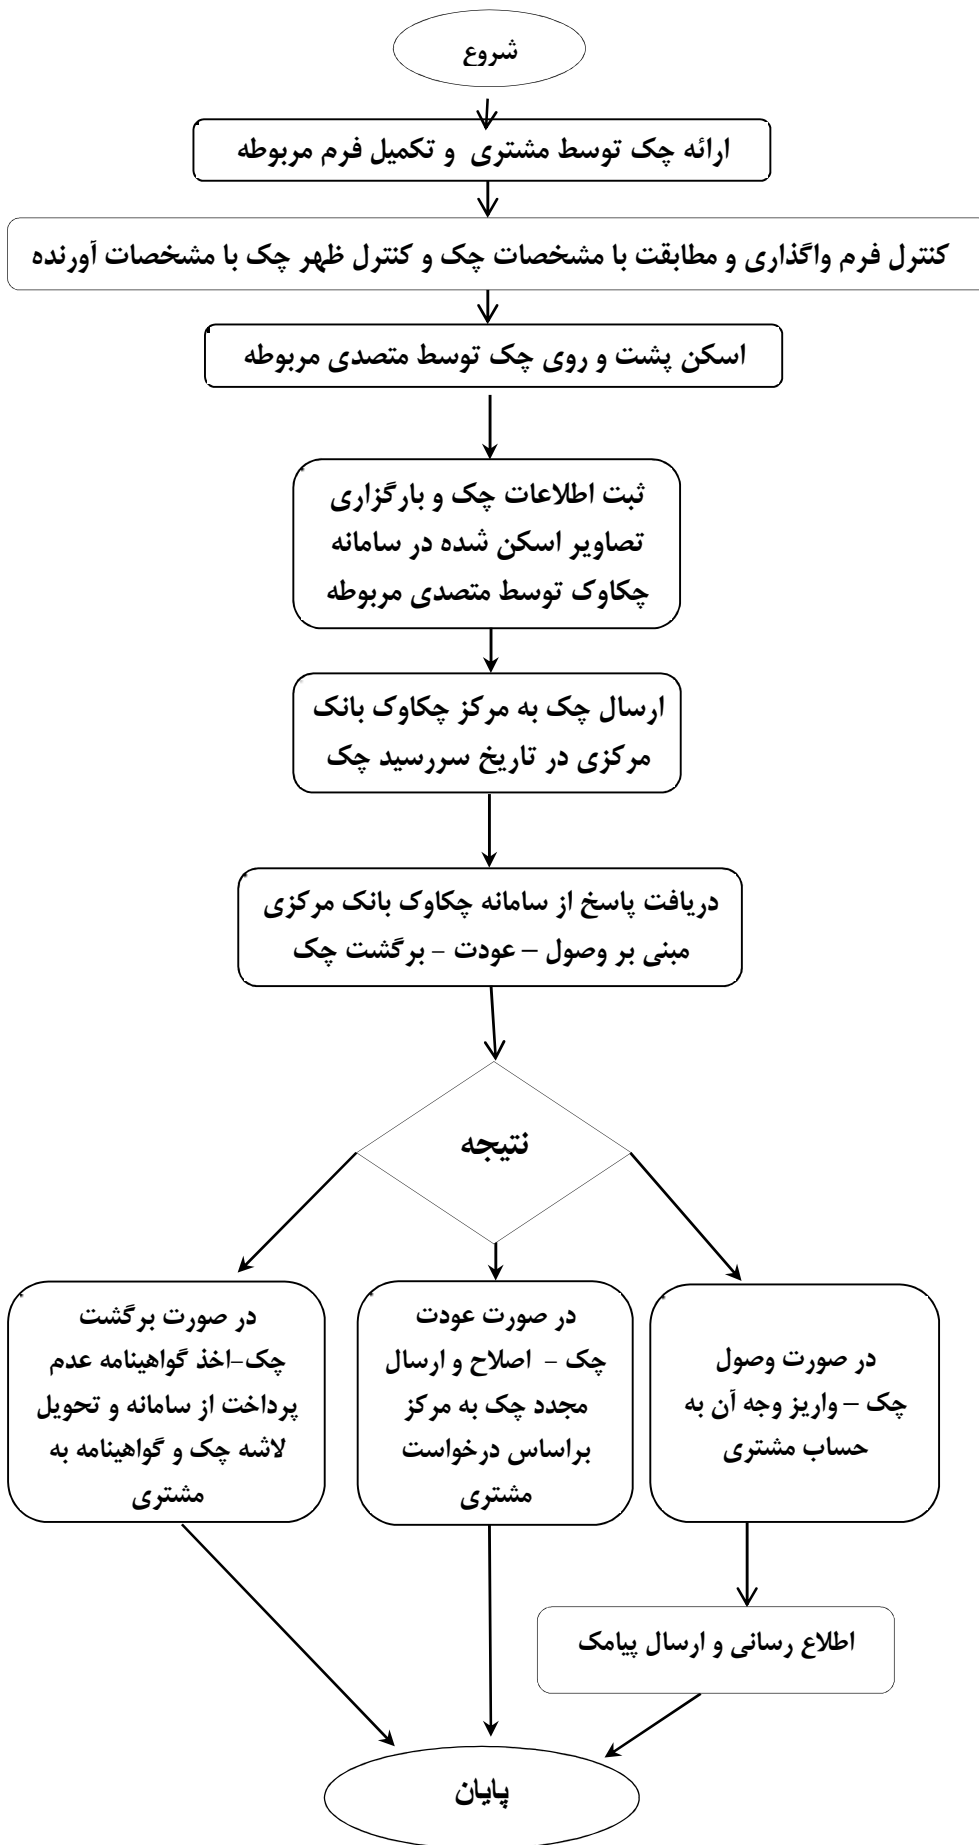 شروع
ارائه چک توسط مشتری و تکمیل فرم مربوطه
کنترل فرم واگذاری و مطابقت با مشخصات چک و کنترل ظهر چک با مشخصات آورنده
اسکن پشت و روی چک توسط متصدی مربوطه
ثبت اطلاعات چک و بارگزاری
تصاویر اسکن شده در سامانه
چکاوک توسط متصدی مربوطه
ارسال چک به مرکز چکاوک بانک
مرکزی در تاریخ سررسید چک
دریافت پاسخ از سامانه چکاوک بانک مرکزی
مبنی بر وصول – عودت - برگشت چک
نتیجه
در صورت وصول
چک – واریز وجه آن به
حساب مشتری
در صورت عودت
چک - اصلاح و ارسال
مجدد چک به مرکز
براساس درخواست
مشتری
در صورت برگشت
چک-اخذ گواهینامه عدم
پرداخت از سامانه و تحویل
لاشه چک و گواهینامه به
مشتری
اطلاع رسانی و ارسال پیامک
پایان